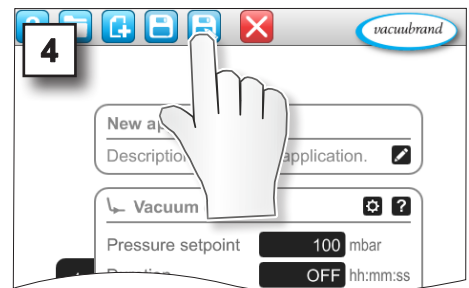 4
vacuubrand
New ap
Description application.
Vacuum
?
Pressure setpoint 100 mbar
OFF hh:mm:ss